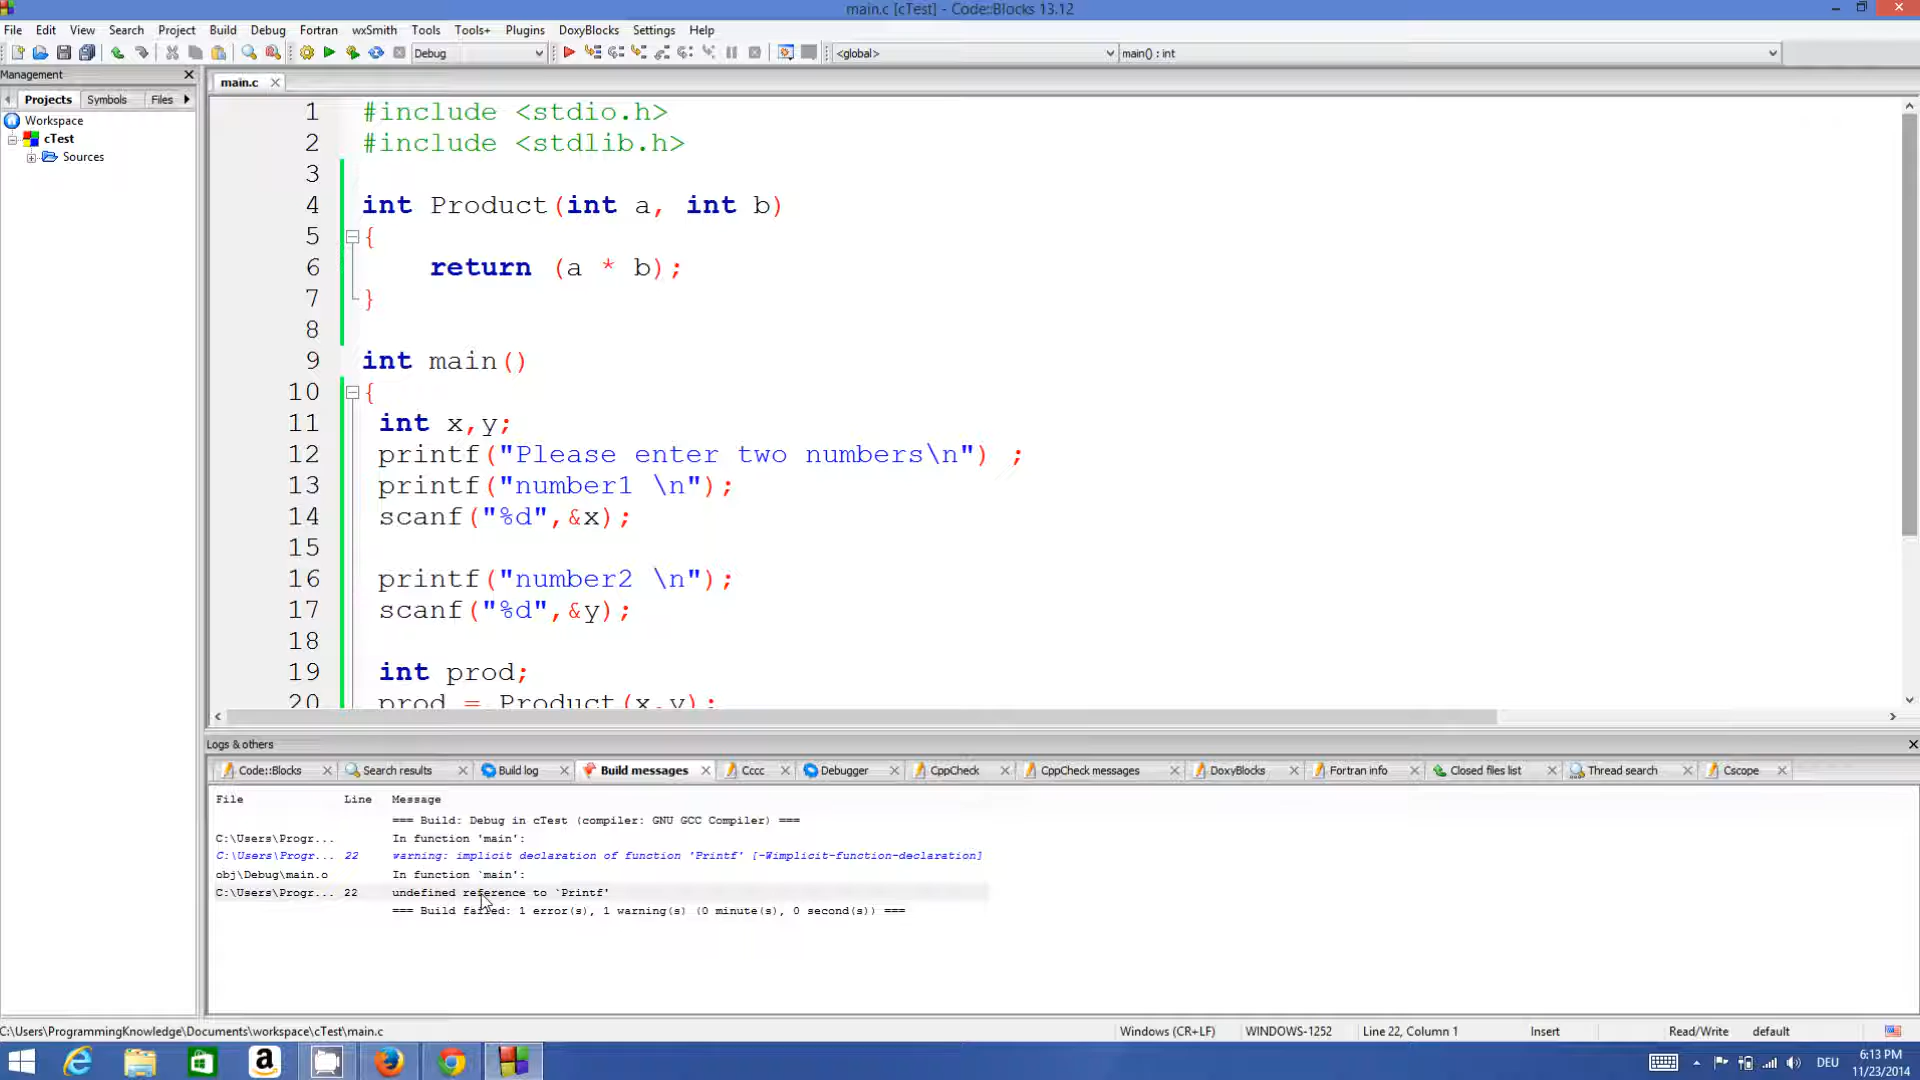 main.c [cTest] - Code::Blocks 13.12
File Edit View Search Project Build Debug Fortran wxSmith Tools Tools+ Plugins DoxyBlocks Settings Help
Debug <global> main() : int
Management
main.c
Projects Symbols Files
Workspace
cTest
Sources
1 #include <stdio.h>
2 #include <stdlib.h>
3
4 int Product(int a, int b)
5 {
6 return (a * b);
7 }
8
9 int main()
10 {
11 int x,y;
12 printf("Please enter two numbers\n") ;
13 printf("number1 \n");
14 scanf("%d",&x);
15
16 printf("number2 \n");
17 scanf("%d",&y);
18
19 int prod;
20 prod = Product(x,y);
Logs & others
Code::Blocks Search results Build log Build messages Cccc Debugger CppCheck CppCheck messages DoxyBlocks Fortran info Closed files list Thread search Cscope
File Line Message
=== Build: Debug in cTest (compiler: GNU GCC Compiler) ===
C:\Users\Progr... In function 'main':
C:\Users\Progr... 22 warning: implicit declaration of function 'Printf' [-Wimplicit-function-declaration]
obj\Debug\main.o In function `main':
C:\Users\Progr... 22 undefined reference to `Printf'
=== Build failed: 1 error(s), 1 warning(s) (0 minute(s), 0 second(s)) ===
C:\Users\ProgrammingKnowledge\Documents\workspace\cTest\main.c Windows (CR+LF) WINDOWS-1252 Line 22, Column 1 Insert Read/Write default
DEU 6:13 PM
11/23/2014